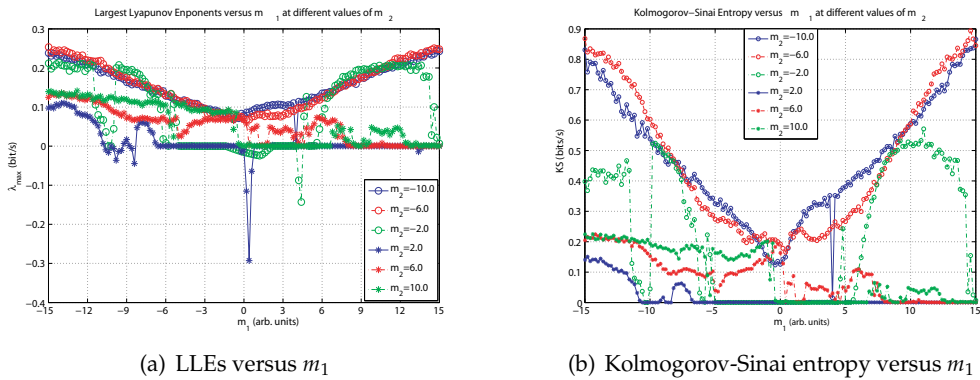 Largest Lyapunov Enponents versus m 1 at different values of m 2
0.3
0.2
0.1
0
−0.1
−0.2
−0.3
−0.4
λmax (bit/s)
−15 −12 −9 −6 −3 0 3 6 9 12 15
m1 (arb. units)
m2=−10.0
m2=−6.0
m2=−2.0
m2=2.0
m2=6.0
m2=10.0
(a) LLEs versus m1
Kolmogorov-Sinai Entropy versus m 1 at different values of m 2
0.9
0.8
0.7
0.6
0.5
0.4
0.3
0.2
0.1
0
KS (bit/s)
−15 −10 −5 0 5 10 15
m1 (arb. units)
m2=−10.0
m2=−6.0
m2=−2.0
m2=2.0
m2=6.0
m2=10.0
(b) Kolmogorov-Sinai entropy versus m1